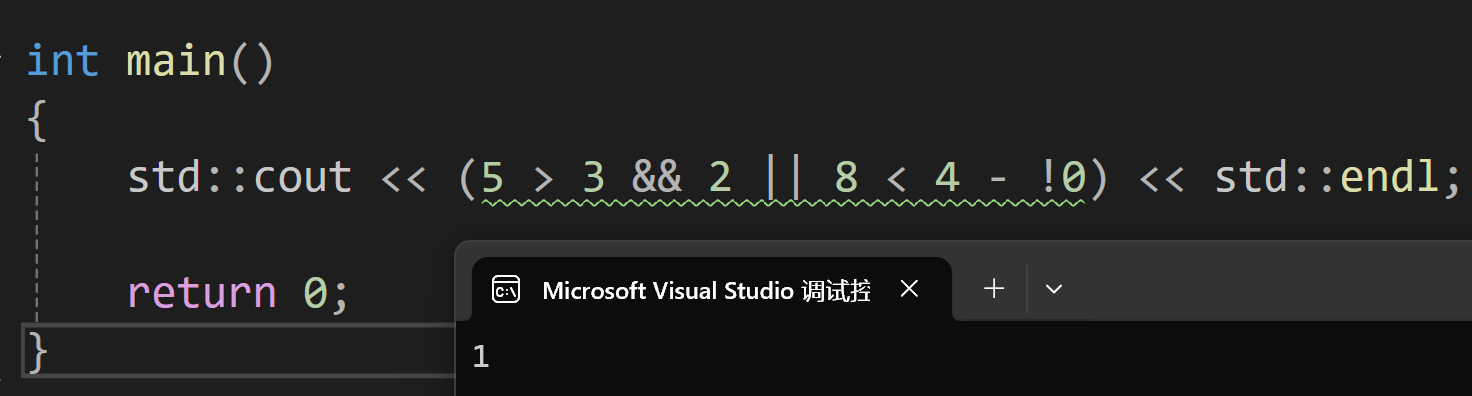 int main()
{
std::cout << (5 > 3 && 2 || 8 < 4 - !0) << std::endl;
return 0;
}
Microsoft Visual Studio 调试控
1